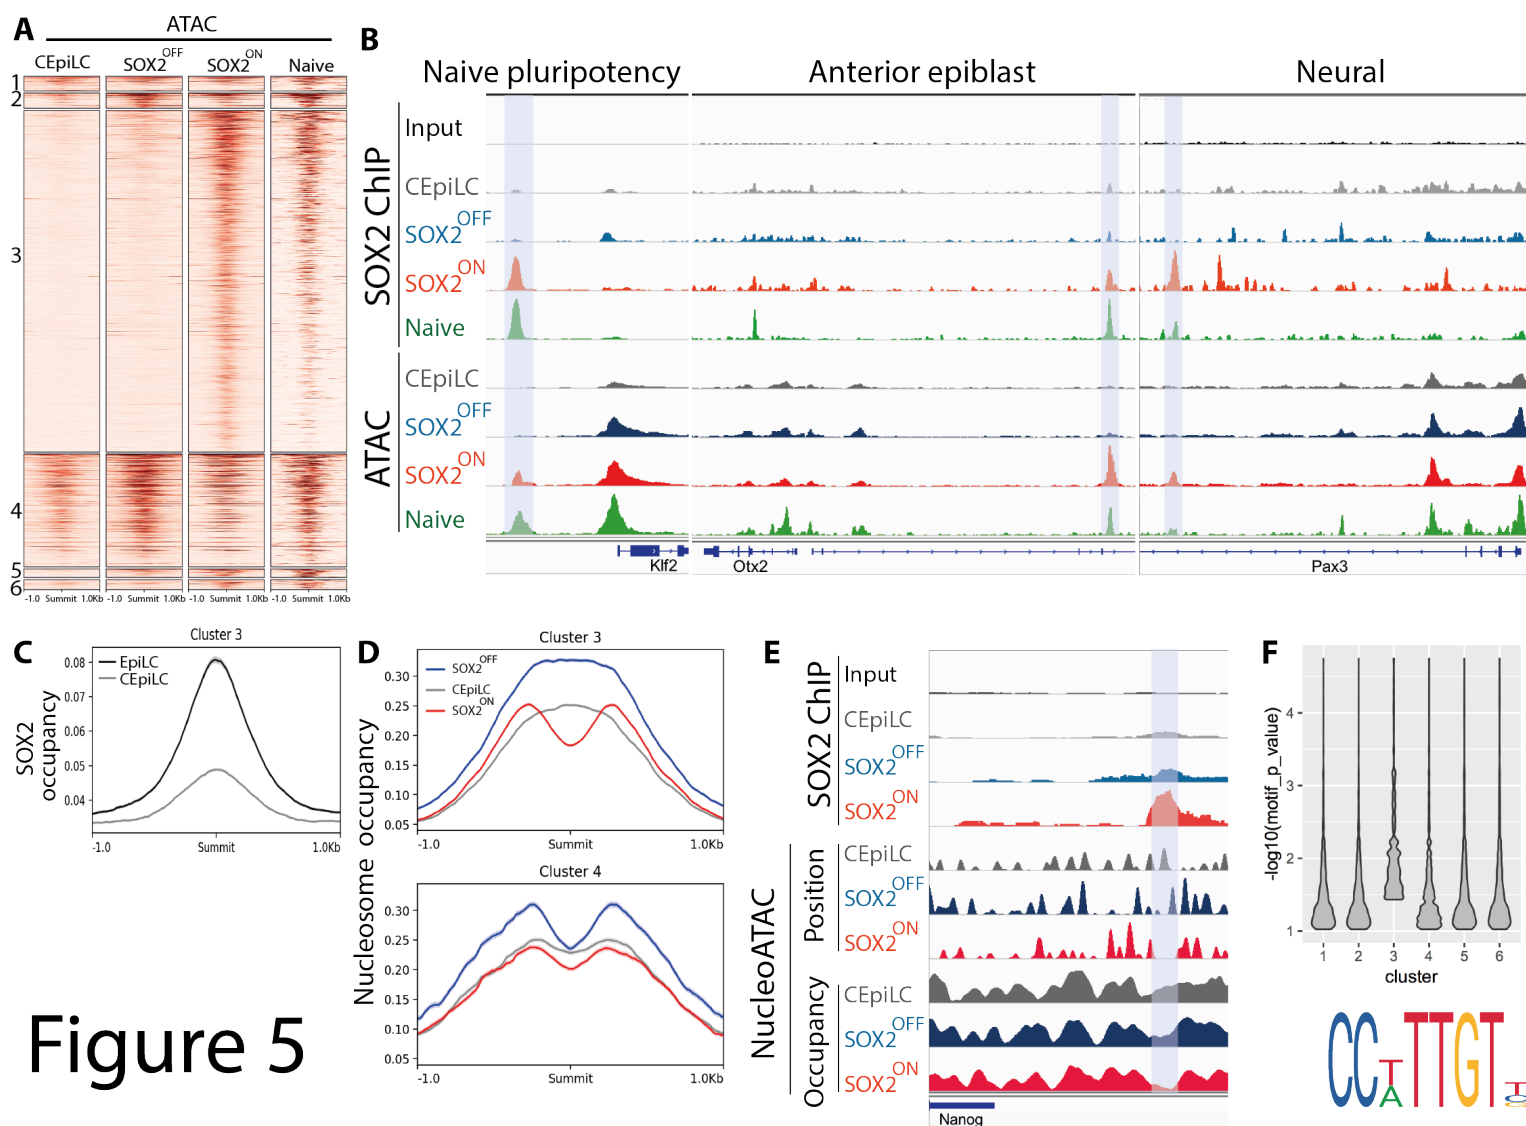 A
ATAC
CEpiLC SOX2OFF SOX2ON Naive
1
2
3
4
5
6
-1.0 Summit 1.0Kb -1.0 Summit 1.0Kb -1.0 Summit 1.0Kb -1.0 Summit 1.0Kb
B
Naive pluripotency Anterior epiblast Neural
SOX2 ChIP
Input
CEpiLC
SOX2OFF
SOX2ON
Naive
ATAC
CEpiLC
SOX2OFF
SOX2ON
Naive
Klf2 Otx2 Pax3
C
Cluster 3
SOX2
occupancy
EpiLC
CEpiLC
0.08
0.07
0.06
0.05
0.04
-1.0 Summit 1.0Kb
D
Nucleosome occupancy
Cluster 3
SOX2OFF
CEpiLC
SOX2ON
0.30
0.25
0.20
0.15
0.10
0.05
-1.0 Summit 1.0Kb
Cluster 4
0.30
0.25
0.20
0.15
0.10
0.05
-1.0 Summit 1.0Kb
E
SOX2 ChIP
Input
CEpiLC
SOX2OFF
SOX2ON
NucleoATAC
Position
CEpiLC
SOX2OFF
SOX2ON
Occupancy
CEpiLC
SOX2OFF
SOX2ON
Nanog
F
-log10(motif_p_value)
4
3
2
1
1 2 3 4 5 6
cluster
CCTTTGTT
A C
G
Figure 5